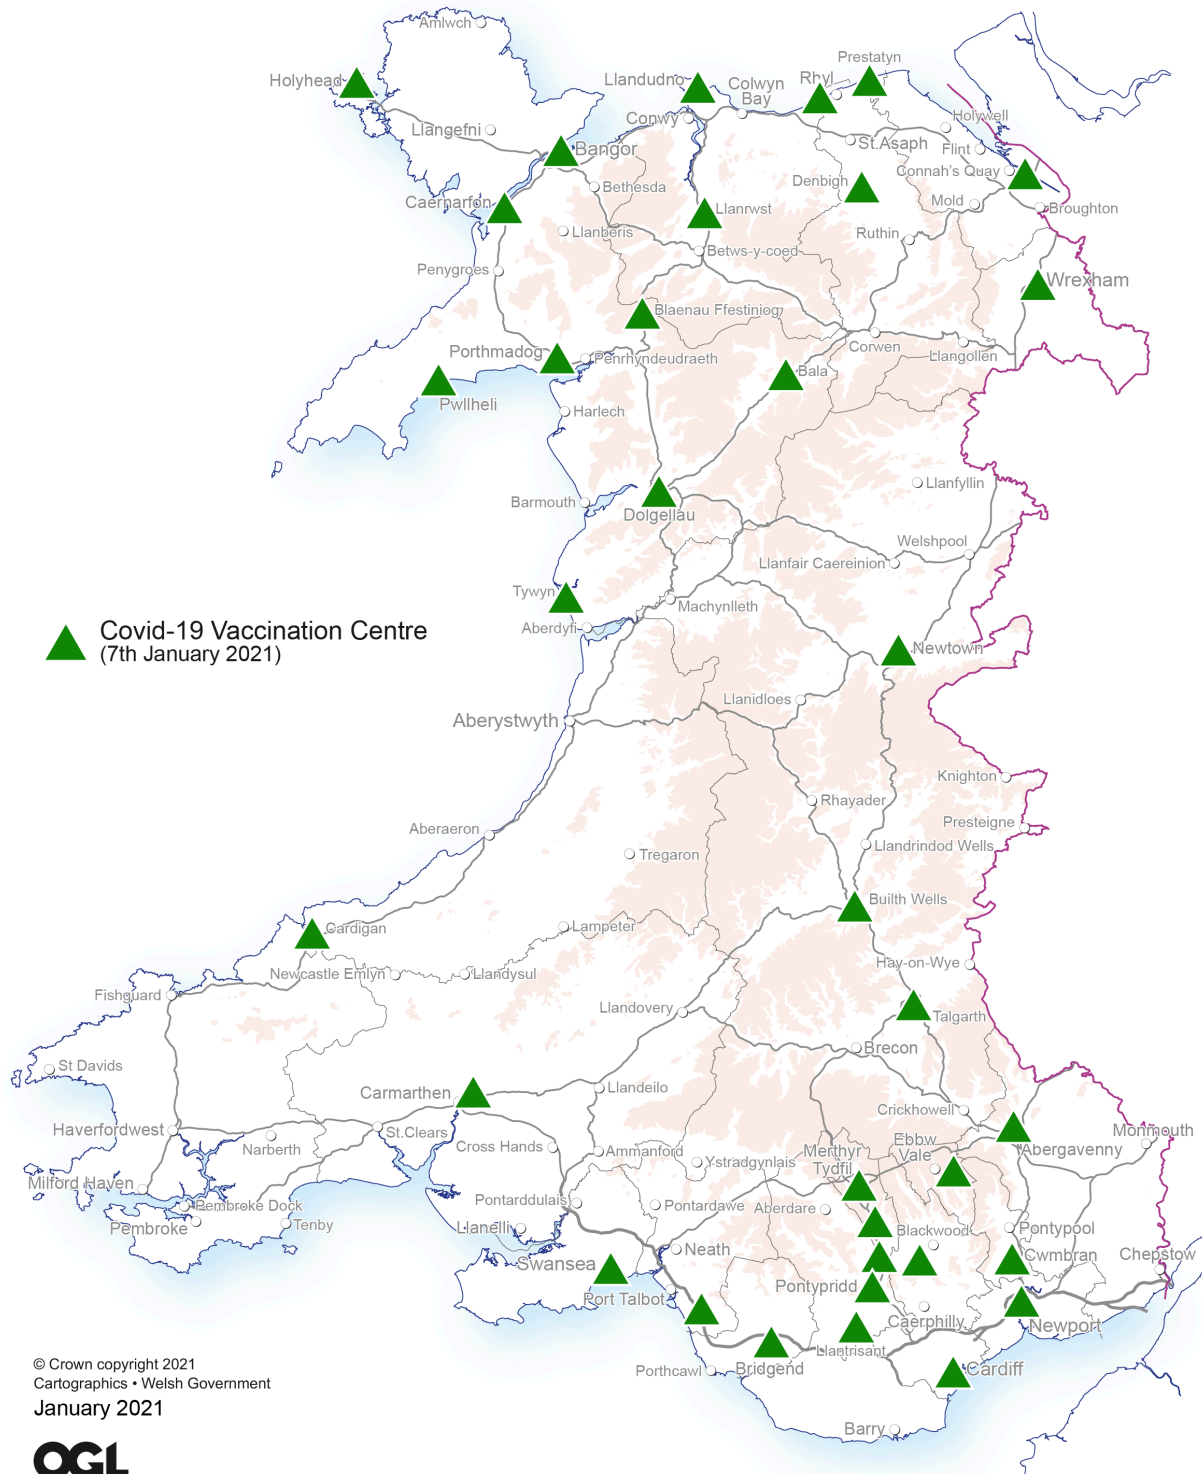 Amlwch
Holyhead
Llangefni
Bangor
Caernarfon
Bethesda
Llanberis
Penygroes
Llandudno
Conwy
Colwyn
Bay
Rhyl
Prestatyn
St.Asaph
Holywell
Flint
Connah's Quay
Denbigh
Mold
Broughton
Ruthin
Llanrwst
Betws-y-coed
Wrexham
Blaenau Ffestiniog
Porthmadog
Penrhyndeudraeth
Corwen
Llangollen
Bala
Pwllheli
Harlech
Llanfyllin
Barmouth
Dolgellau
Welshpool
Llanfair Caereinion
Tywyn
Machynlleth
Aberdyfi
Covid-19 Vaccination Centre
(7th January 2021)
Newtown
Llanidloes
Aberystwyth
Knighton
Rhayader
Presteigne
Aberaeron
Llandrindod Wells
Tregaron
Builth Wells
Cardigan
Lampeter
Hay-on-Wye
Newcastle Emlyn
Llandysul
Fishguard
Llandovery
Talgarth
Brecon
St Davids
Carmarthen
Llandeilo
Crickhowell
Haverfordwest
St.Clears
Narberth
Cross Hands
Ammanford
Ystradgynlais
Merthyr
Tydfil
Ebbw
Vale
Abergavenny
Monmouth
Milford Haven
Pembroke Dock
Pembroke
Tenby
Pontarddulais
Pontardawe
Aberdare
Llanelli
Blackwood
Pontypool
Neath
Cwmbran
Chepstow
Swansea
Port Talbot
Pontypridd
Caerphilly
Newport
Llantrisant
Porthcawl
Bridgend
Cardiff
Barry
© Crown copyright 2021
Cartographics • Welsh Government
January 2021
OGL